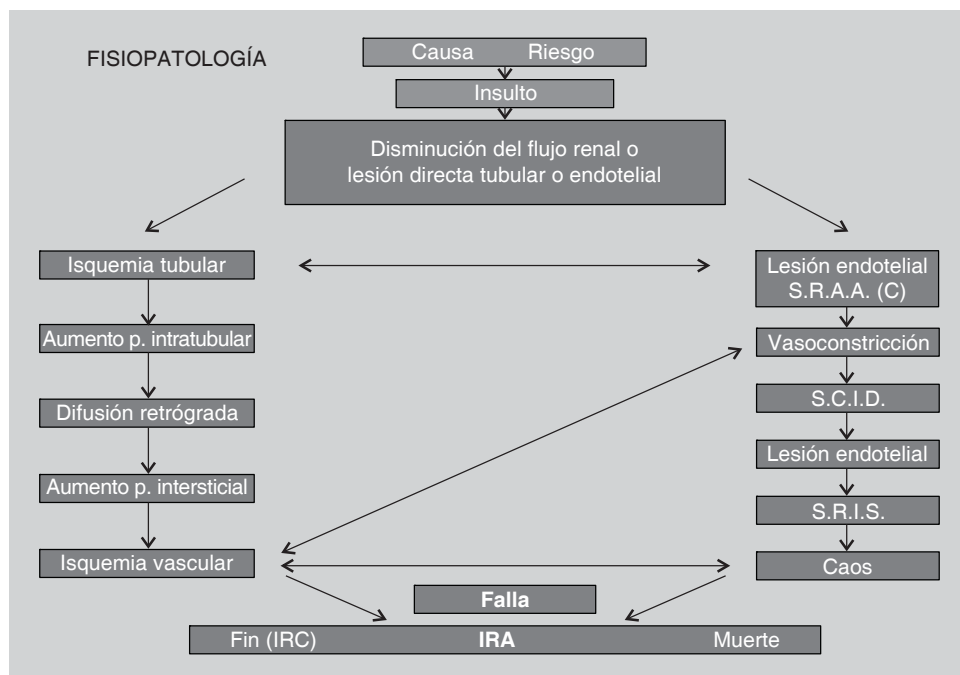 FISIOPATOLOGÍA
Causa Riesgo
Insulto
Disminución del flujo renal o
lesión directa tubular o endotelial
Isquemia tubular
Aumento p. intratubular
Difusión retrógrada
Aumento p. intersticial
Isquemia vascular
Lesión endotelial
S.R.A.A. (C)
Vasoconstricción
S.C.I.D.
Lesión endotelial
S.R.I.S.
Caos
Falla
Fin (IRC) IRA Muerte